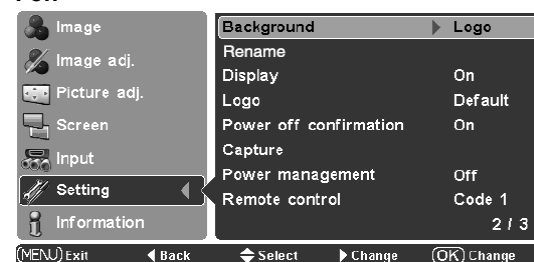 Image
Image adj.
Picture adj.
Screen
Input
Setting
Information
Background Logo
Rename
Display On
Logo Default
Power off confirmation On
Capture
Power management Off
Remote control Code 1
2 / 3
(MENU) Exit Back Select Change (OK) Change